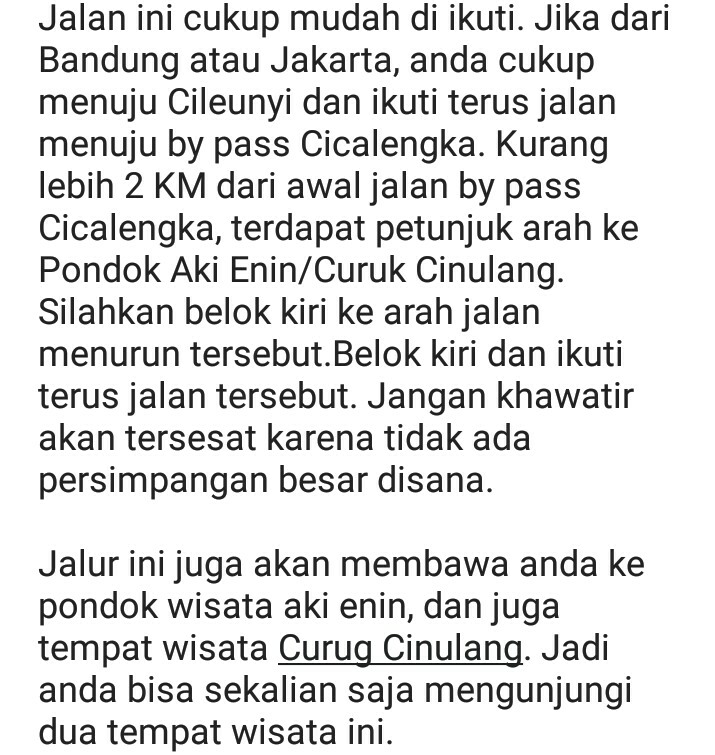 Jalan ini cukup mudah di ikuti. Jika dari
Bandung atau Jakarta, anda cukup
menuju Cileunyi dan ikuti terus jalan
menuju by pass Cicalengka. Kurang
lebih 2 KM dari awal jalan by pass
Cicalengka, terdapat petunjuk arah ke
Pondok Aki Enin/Curuk Cinulang.
Silahkan belok kiri ke arah jalan
menurun tersebut.Belok kiri dan ikuti
terus jalan tersebut. Jangan khawatir
akan tersesat karena tidak ada
persimpangan besar disana.
Jalur ini juga akan membawa anda ke
pondok wisata aki enin, dan juga
tempat wisata Curug Cinulang. Jadi
anda bisa sekalian saja mengunjungi
dua tempat wisata ini.